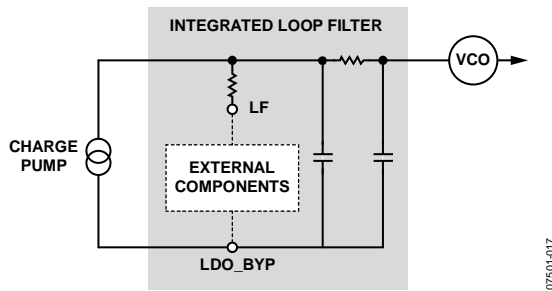 INTEGRATED LOOP FILTER
VCO
LF
CHARGE
PUMP
EXTERNAL
COMPONENTS
LDO_BYP
07501-017